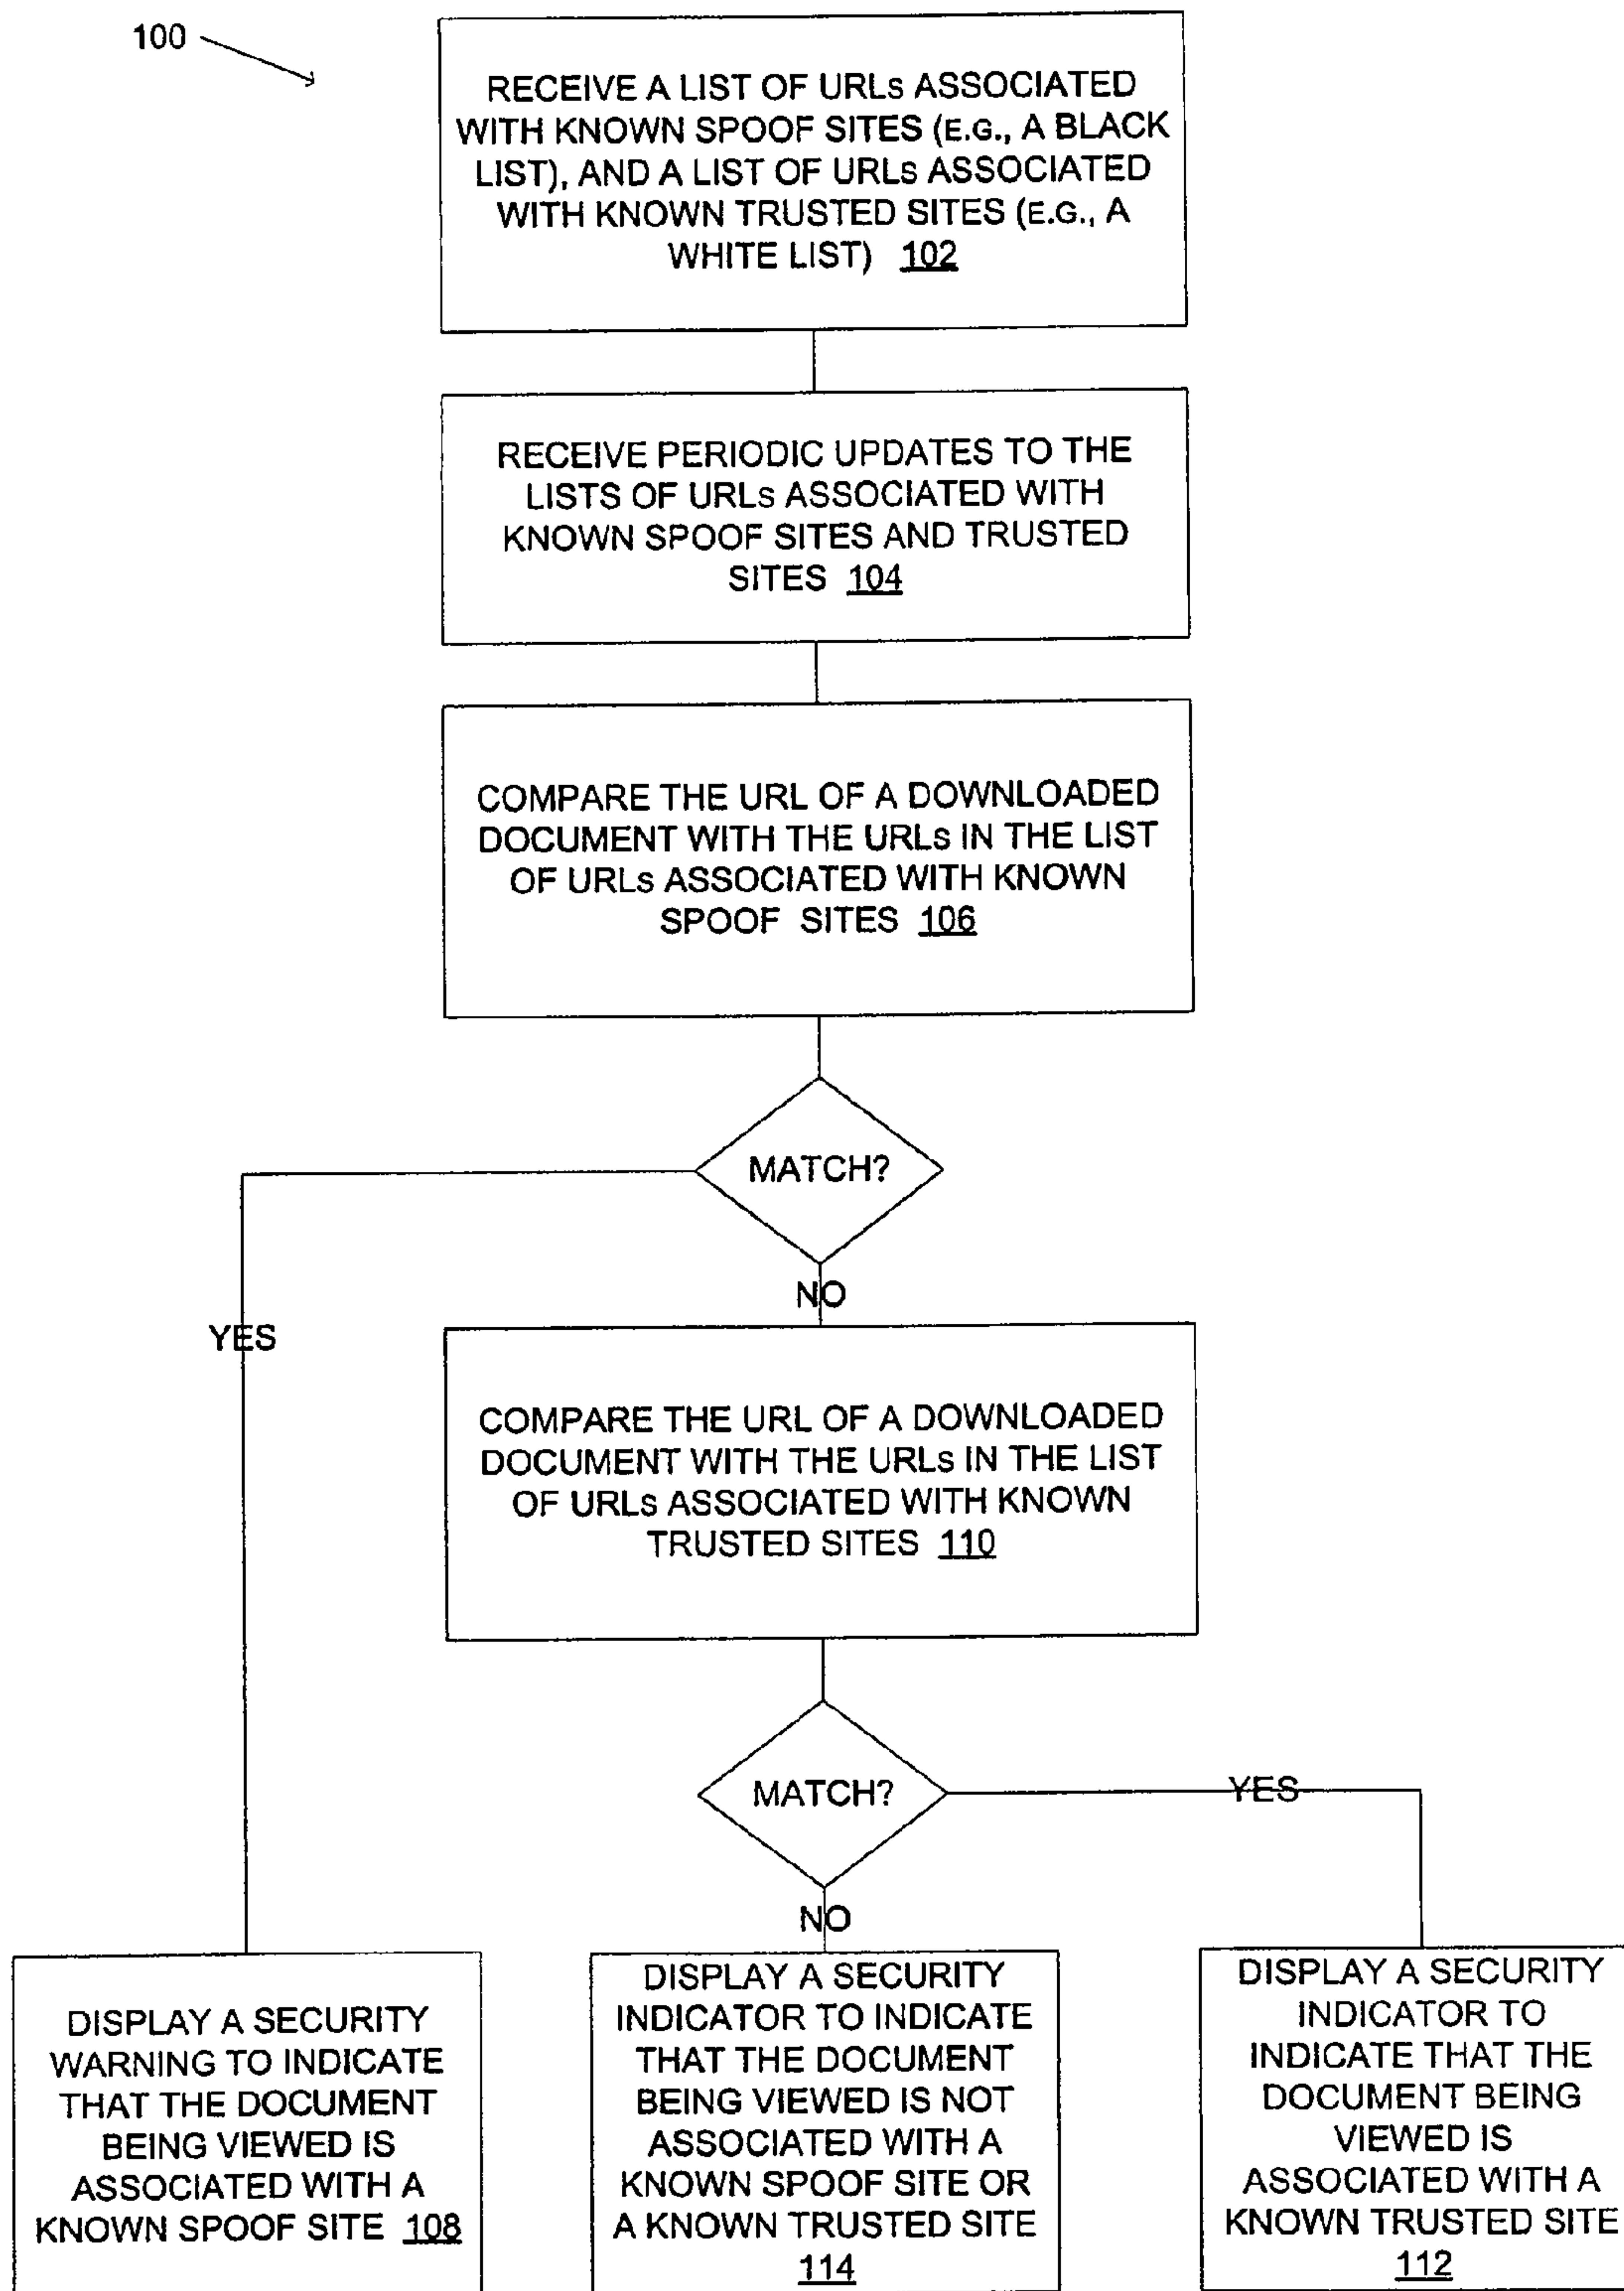 100
RECEIVE A LIST OF URLs ASSOCIATED
WITH KNOWN SPOOF SITES (E.G., A BLACK
LIST), AND A LIST OF URLs ASSOCIATED
WITH KNOWN TRUSTED SITES (E.G., A
WHITE LIST) 102
RECEIVE PERIODIC UPDATES TO THE
LISTS OF URLs ASSOCIATED WITH
KNOWN SPOOF SITES AND TRUSTED
SITES 104
COMPARE THE URL OF A DOWNLOADED
DOCUMENT WITH THE URLs IN THE LIST
OF URLs ASSOCIATED WITH KNOWN
SPOOF SITES 106
MATCH?
NO
YES
COMPARE THE URL OF A DOWNLOADED
DOCUMENT WITH THE URLs IN THE LIST
OF URLs ASSOCIATED WITH KNOWN
TRUSTED SITES 110
MATCH?
YES
NO
DISPLAY A SECURITY
WARNING TO INDICATE
THAT THE DOCUMENT
BEING VIEWED IS
ASSOCIATED WITH A
KNOWN SPOOF SITE 108
DISPLAY A SECURITY
INDICATOR TO INDICATE
THAT THE DOCUMENT
BEING VIEWED IS NOT
ASSOCIATED WITH A
KNOWN SPOOF SITE OR
A KNOWN TRUSTED SITE
114
DISPLAY A SECURITY
INDICATOR TO
INDICATE THAT THE
DOCUMENT BEING
VIEWED IS
ASSOCIATED WITH A
KNOWN TRUSTED SITE
112